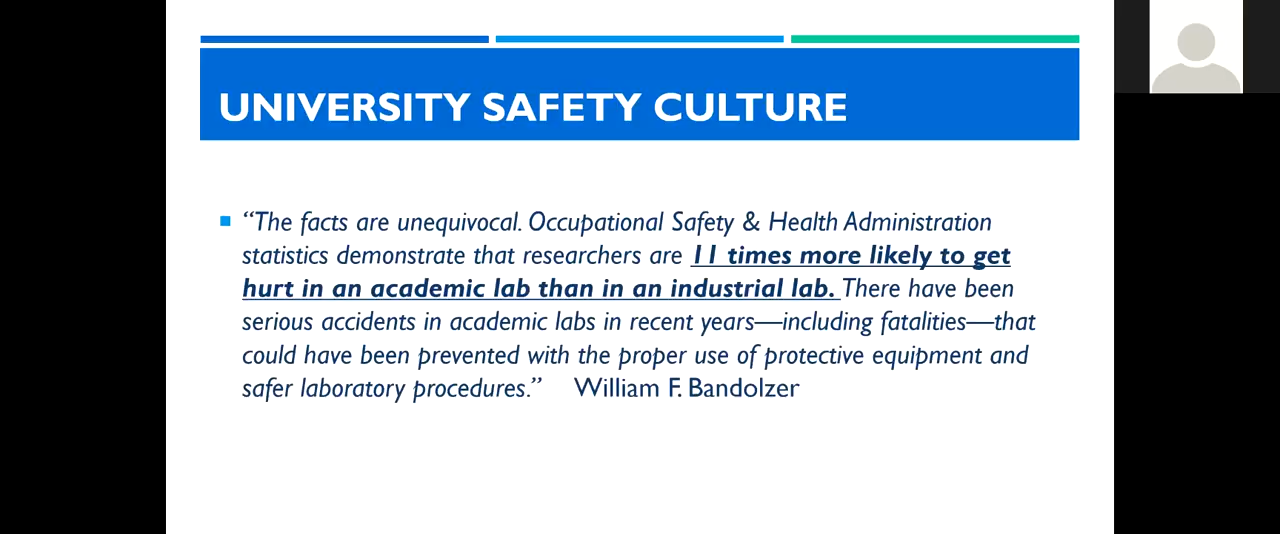 UNIVERSITY SAFETY CULTURE
“The facts are unequivocal. Occupational Safety & Health Administration
statistics demonstrate that researchers are 11 times more likely to get
hurt in an academic lab than in an industrial lab. There have been
serious accidents in academic labs in recent years—including fatalities—that
could have been prevented with the proper use of protective equipment and
safer laboratory procedures.” William F. Bandolzer